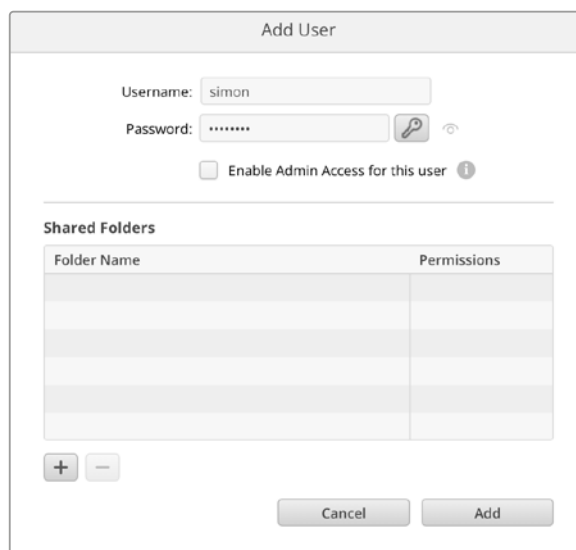 Add User
Username: simon
Password: ••••••••
Enable Admin Access for this user
Shared Folders
Folder Name Permissions
Cancel Add